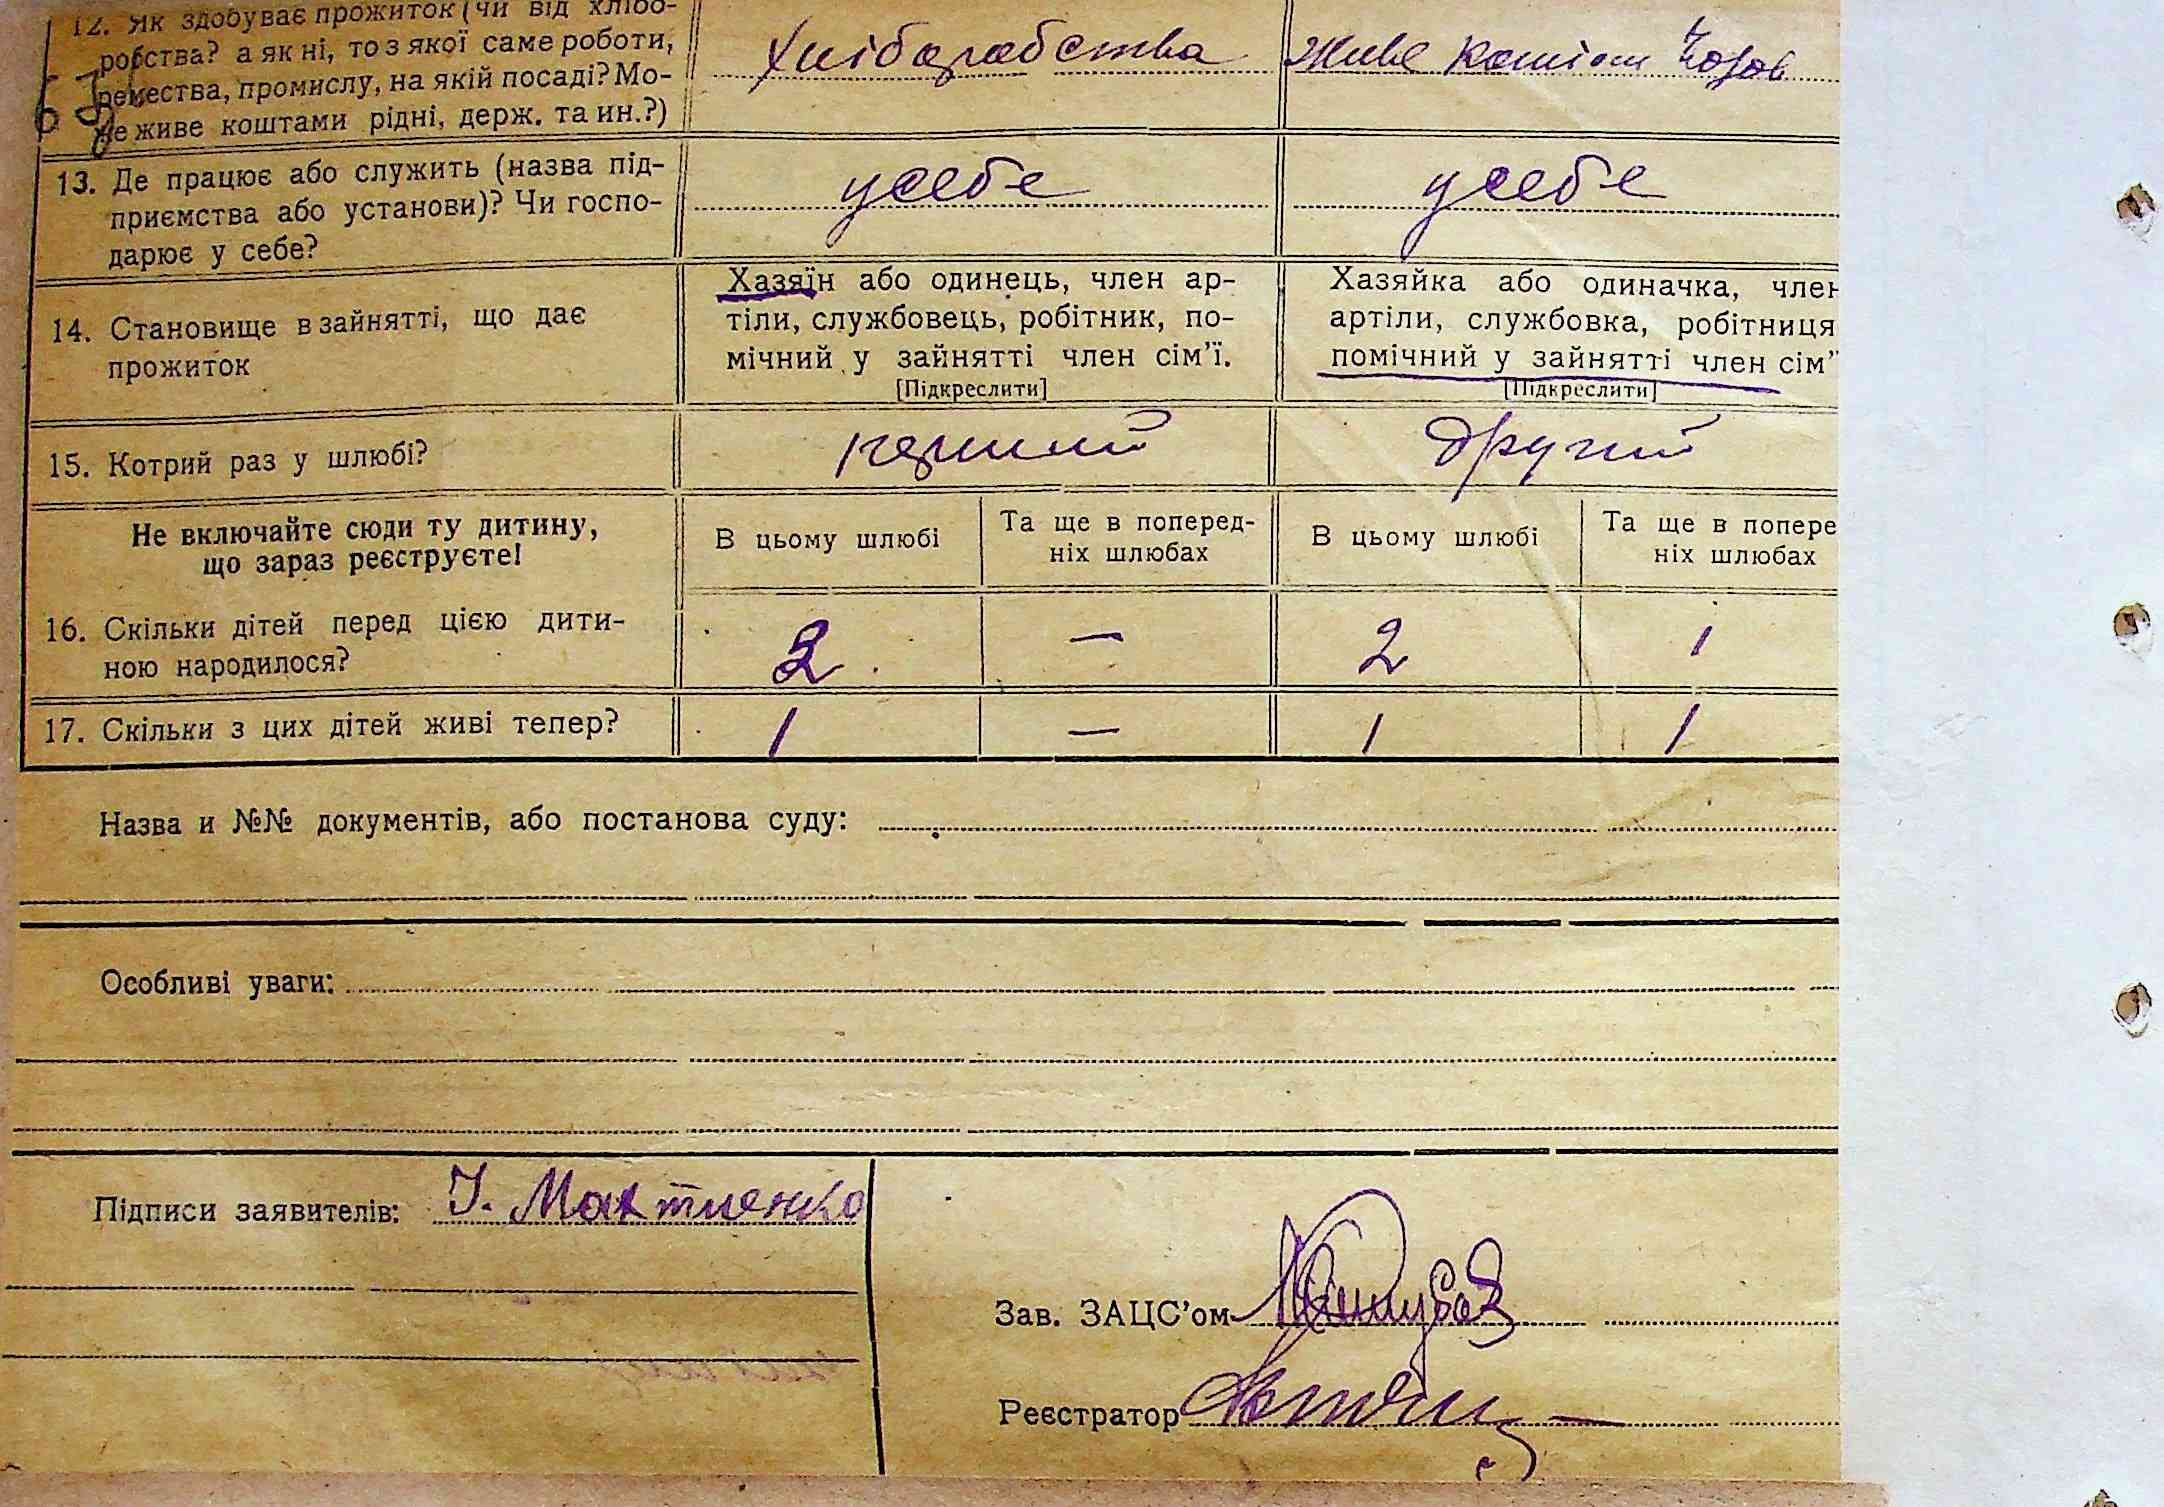 12. Як здобуває прожиток (чи від хлібо-
робства? а як ні, то з якої саме роботи,
ремества, промислу, на якій посаді? Мо-
же живе коштами рідні, держ. та ин.?)
Хліборабства
Живе коштом
13. Де працює або служить (назва під-
приємства або установи)? Чи госпо-
дарює у себе?
усебе
усебе
14. Становище в зайнятті, що дає
прожиток
Хазяїн або одинець, член ар-
тіли, службовець, робітник, по-
мічний у зайнятті член сім'ї.
[Підкреслити]
Хазяйка або одиначка, член
артіли, службовка, робітниця
помічний у зайнятті член сім'
[Підкреслити]
15. Котрий раз у шлюбі?
перший
другий
Не включайте сюди ту дитину,
що зараз реєструєте!
В цьому шлюбі
Та ще в поперед-
ніх шлюбах
В цьому шлюбі
Та ще в попере
ніх шлюбах
16. Скільки дітей перед цією дити-
ною народилося?
2
—
2
1
17. Скільки з цих дітей живі тепер?
1
—
1
1
Назва и №№ документів, або постанова суду:
Особливі уваги:
Підписи заявителів:
Зав. ЗАЦС'ом
Реєстратор